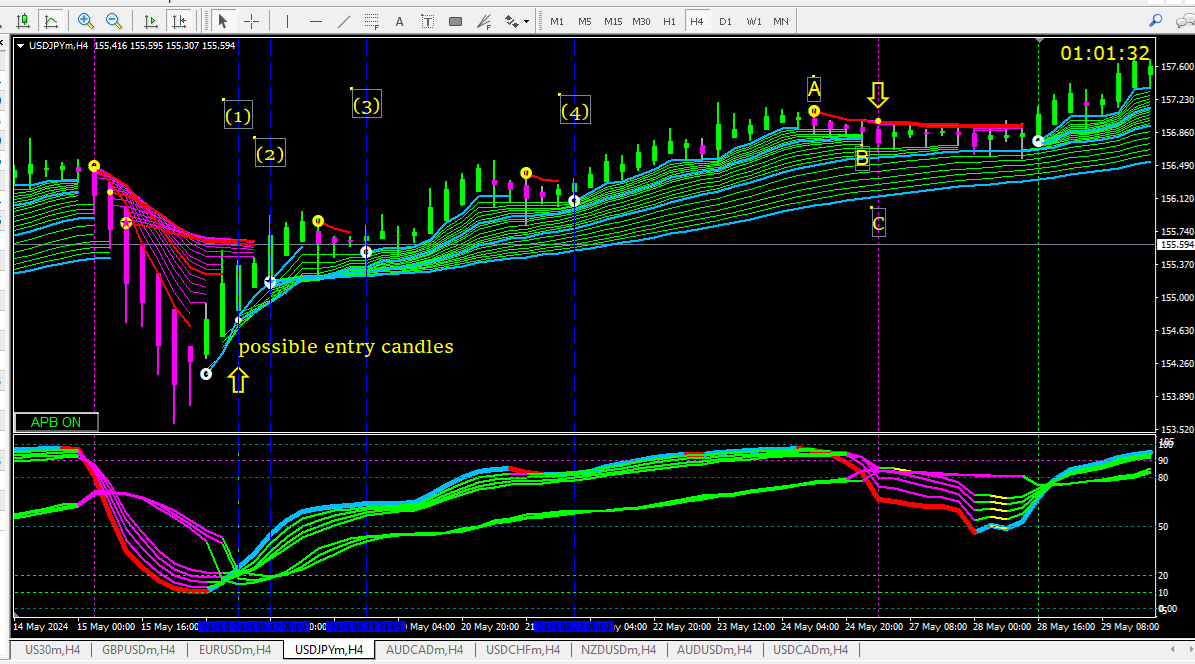 A T
M1 M5 M15 M30 H1 H4 D1 W1 MN
USDJPYm,H4 155.416 155.595 155.307 155.594
01:01:32
(1)
(2)
(3)
(4)
A
B
C
possible entry candles
APB ON
157.600
157.230
156.860
156.490
156.120
155.740
155.594
155.370
155.000
154.630
154.260
153.890
153.520
100
90
80
50
20
10
0.00
14 May 2024 15 May 00:00 15 May 16:00 May 04:00 20 May 20:00 22 May 20:00 23 May 12:00 24 May 04:00 24 May 20:00 27 May 08:00 28 May 00:00 28 May 16:00 29 May 08:00
US30m,H4 GBPUSDm,H4 EURUSDm,H4 USDJPYm,H4 AUDCADm,H4 USDCHFm,H4 NZDUSDm,H4 AUDUSDm,H4 USDCADm,H4